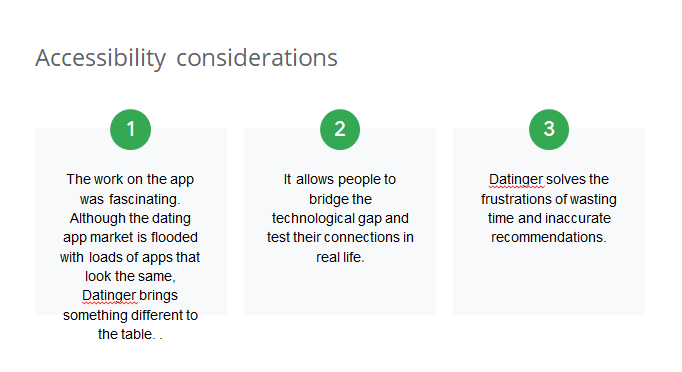 Accessibility considerations
1
The work on the app
was fascinating.
Although the dating
app market is flooded
with loads of apps that
look the same,
Datinger brings
something different to
the table. .
2
It allows people to
bridge the
technological gap and
test their connections in
real life.
3
Datinger solves the
frustrations of wasting
time and inaccurate
recommendations.